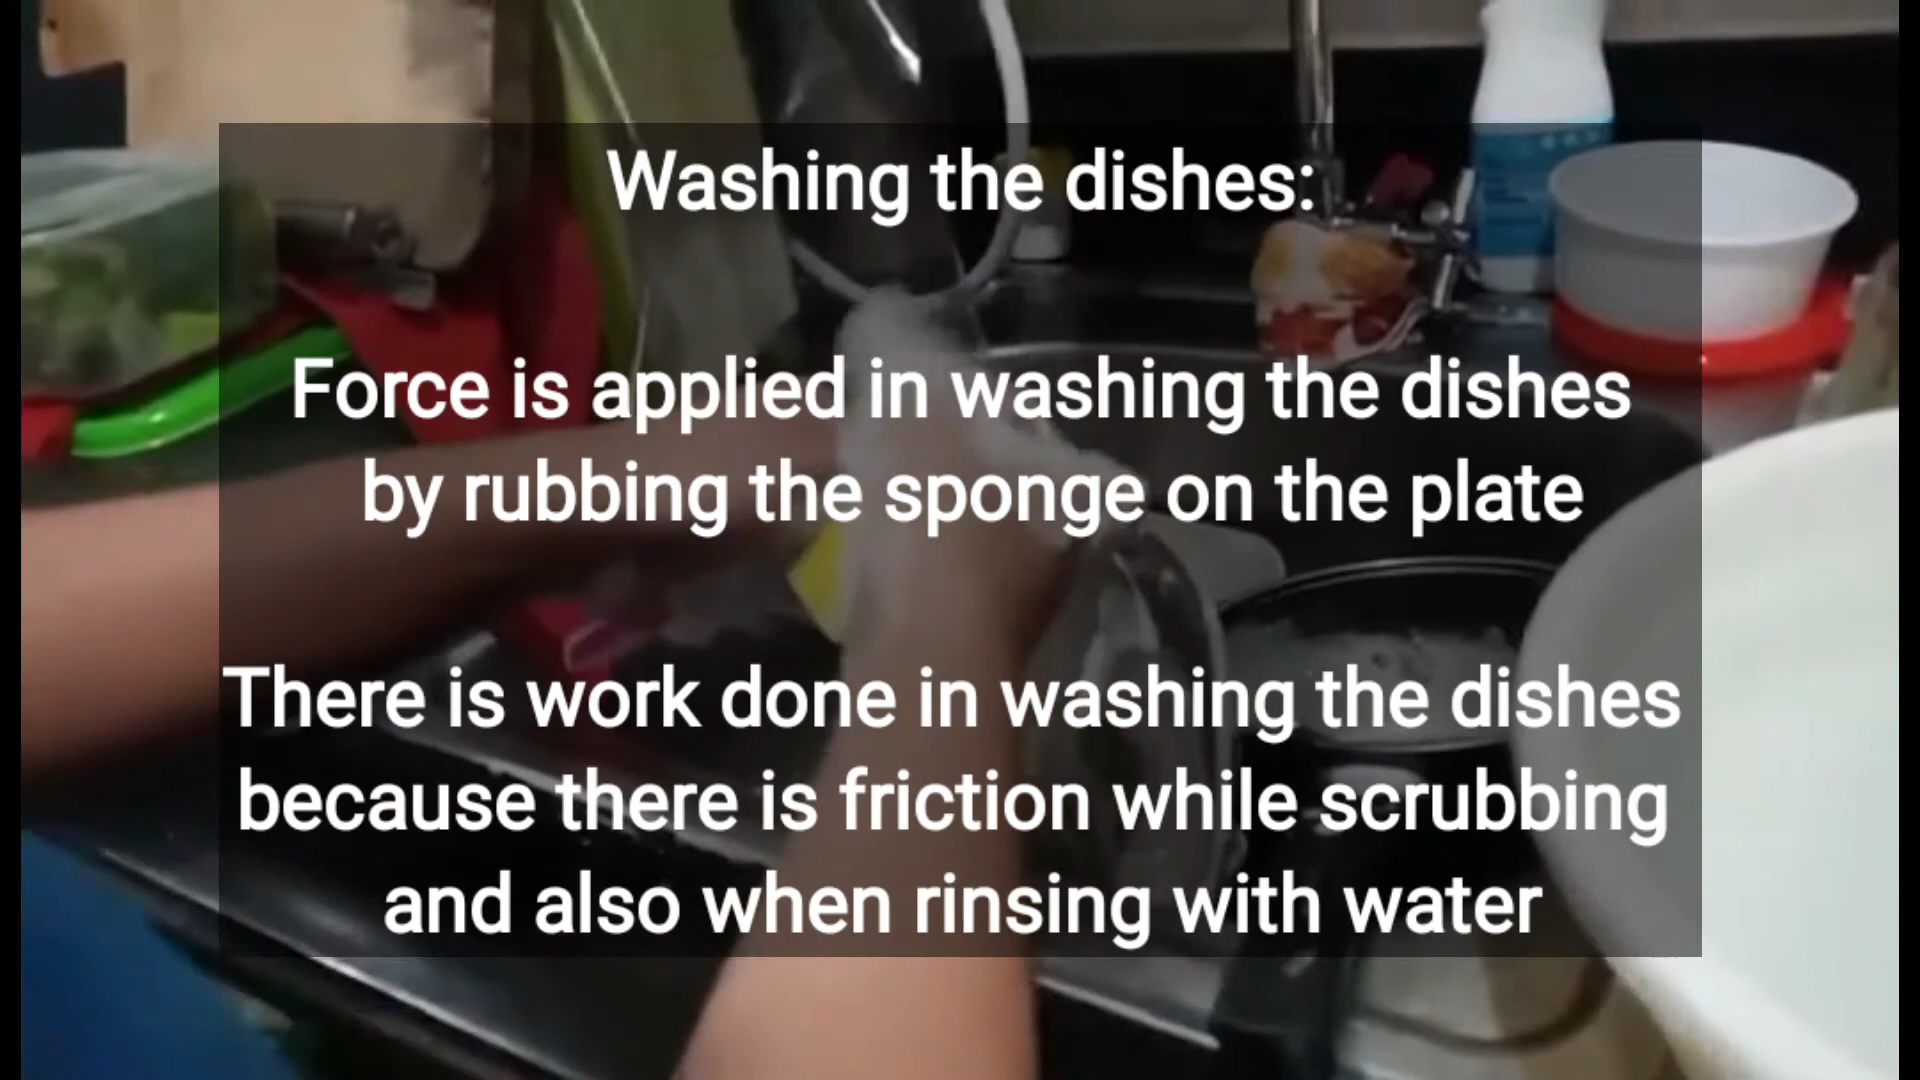 Washing the dishes:
Force is applied in washing the dishes
by rubbing the sponge on the plate
There is work done in washing the dishes
because there is friction while scrubbing
and also when rinsing with water